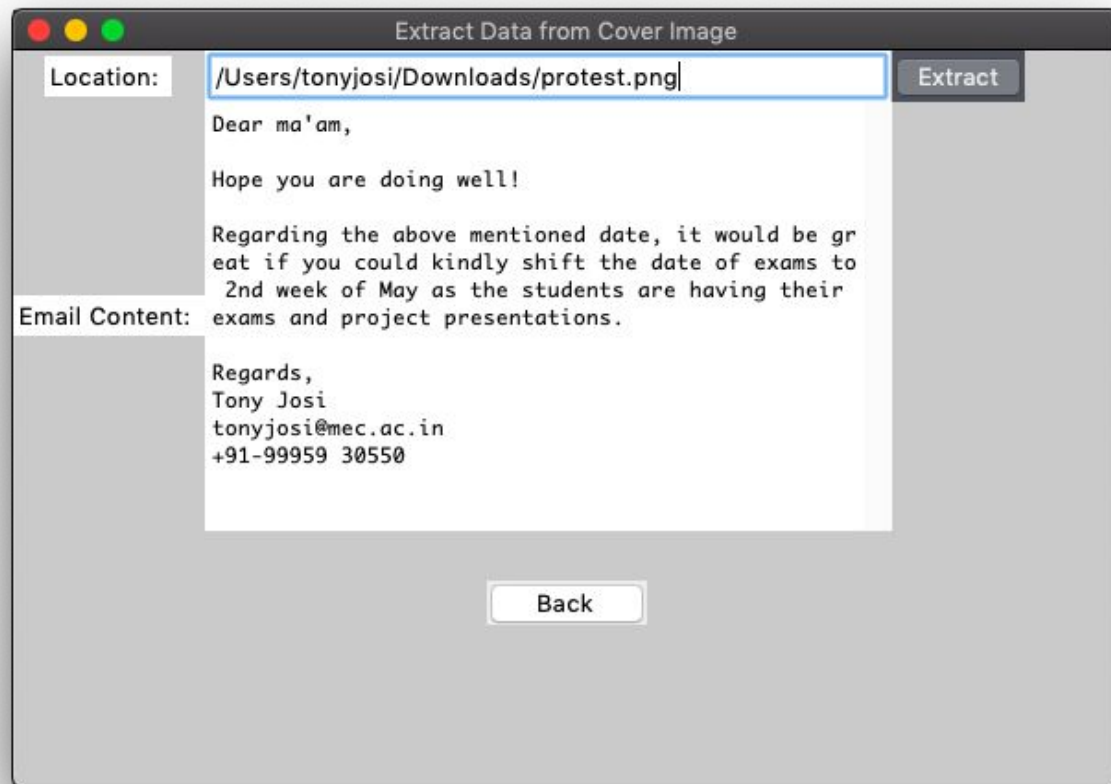 Extract Data from Cover Image
Location:
/Users/tonyjosi/Downloads/protest.png
Extract
Dear ma'am,
Hope you are doing well!
Regarding the above mentioned date, it would be gr
eat if you could kindly shift the date of exams to
2nd week of May as the students are having their
Email Content:
exams and project presentations.
Regards,
Tony Josi
tonyjosi@mec.ac.in
+91-99959 30550
Back